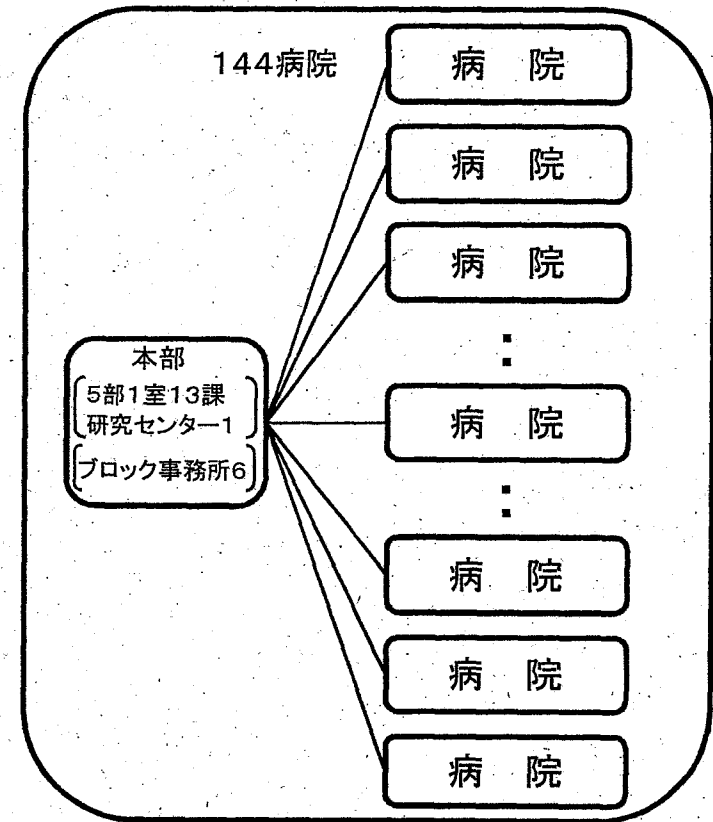 144病院
病 院
病 院
病 院
本部
5部1室13課
研究センター1
ブロック事務所6
病 院
病 院
病 院
病 院